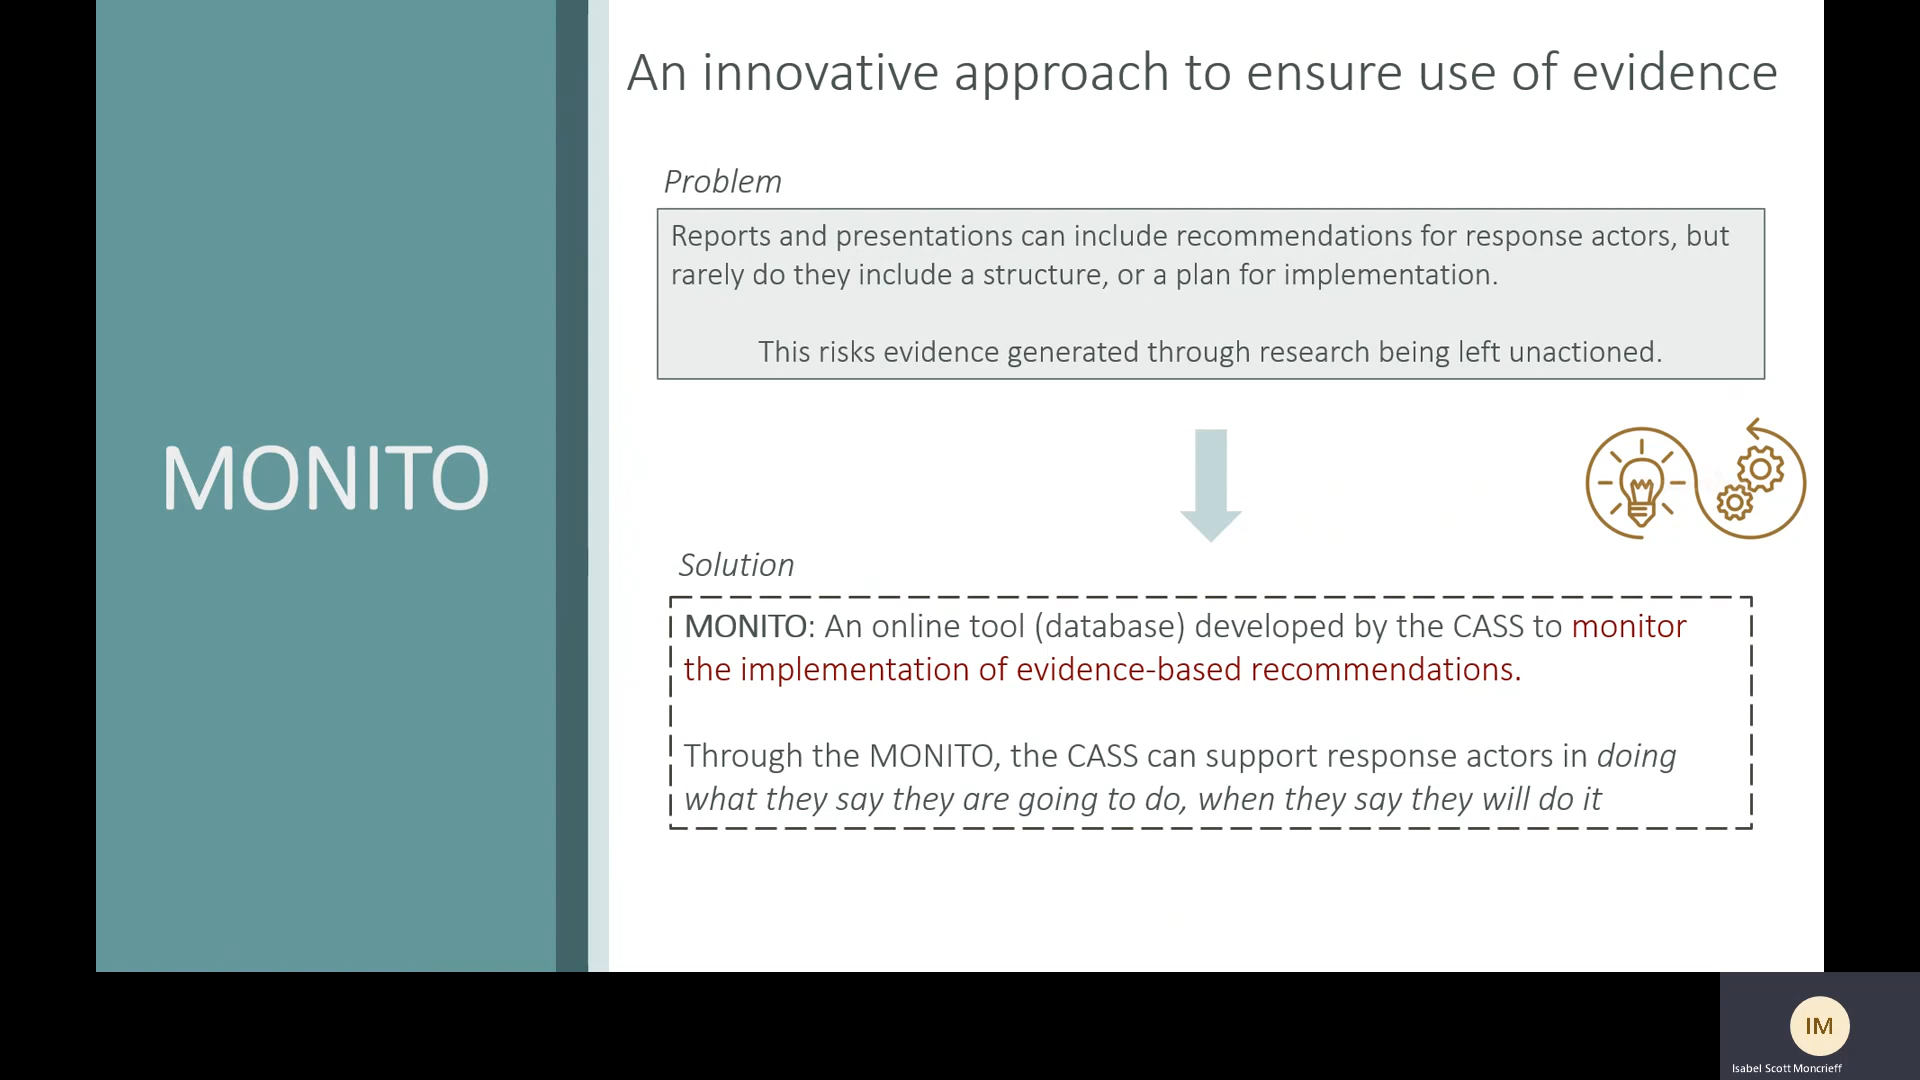 An innovative approach to ensure use of evidence
Problem
Reports and presentations can include recommendations for response actors, but
rarely do they include a structure, or a plan for implementation.
This risks evidence generated through research being left unactioned.
MONITO
Solution
MONITO: An online tool (database) developed by the CASS to monitor
the implementation of evidence-based recommendations.
Through the MONITO, the CASS can support response actors in doing
what they say they are going to do, when they say they will do it
IM
Isabel Scott Moncrieff